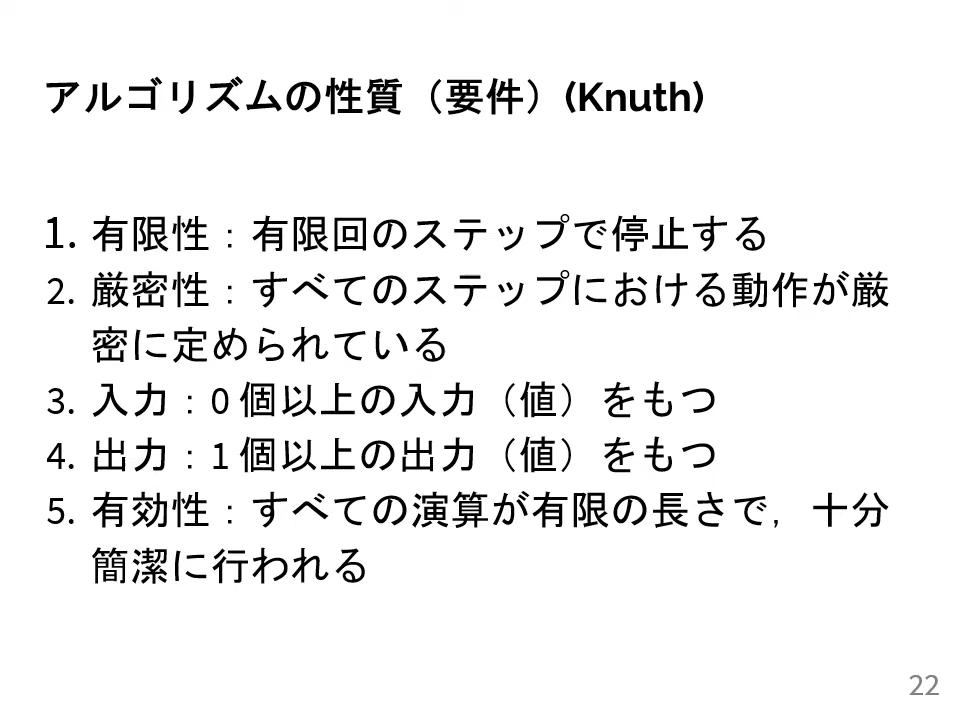 アルゴリズムの性質（要件）(Knuth)
1. 有限性：有限回のステップで停止する
2. 厳密性：すべてのステップにおける動作が厳
密に定められている
3. 入力：0 個以上の入力（値）をもつ
4. 出力：1 個以上の出力（値）をもつ
5. 有効性：すべての演算が有限の長さで，十分
簡潔に行われる
22